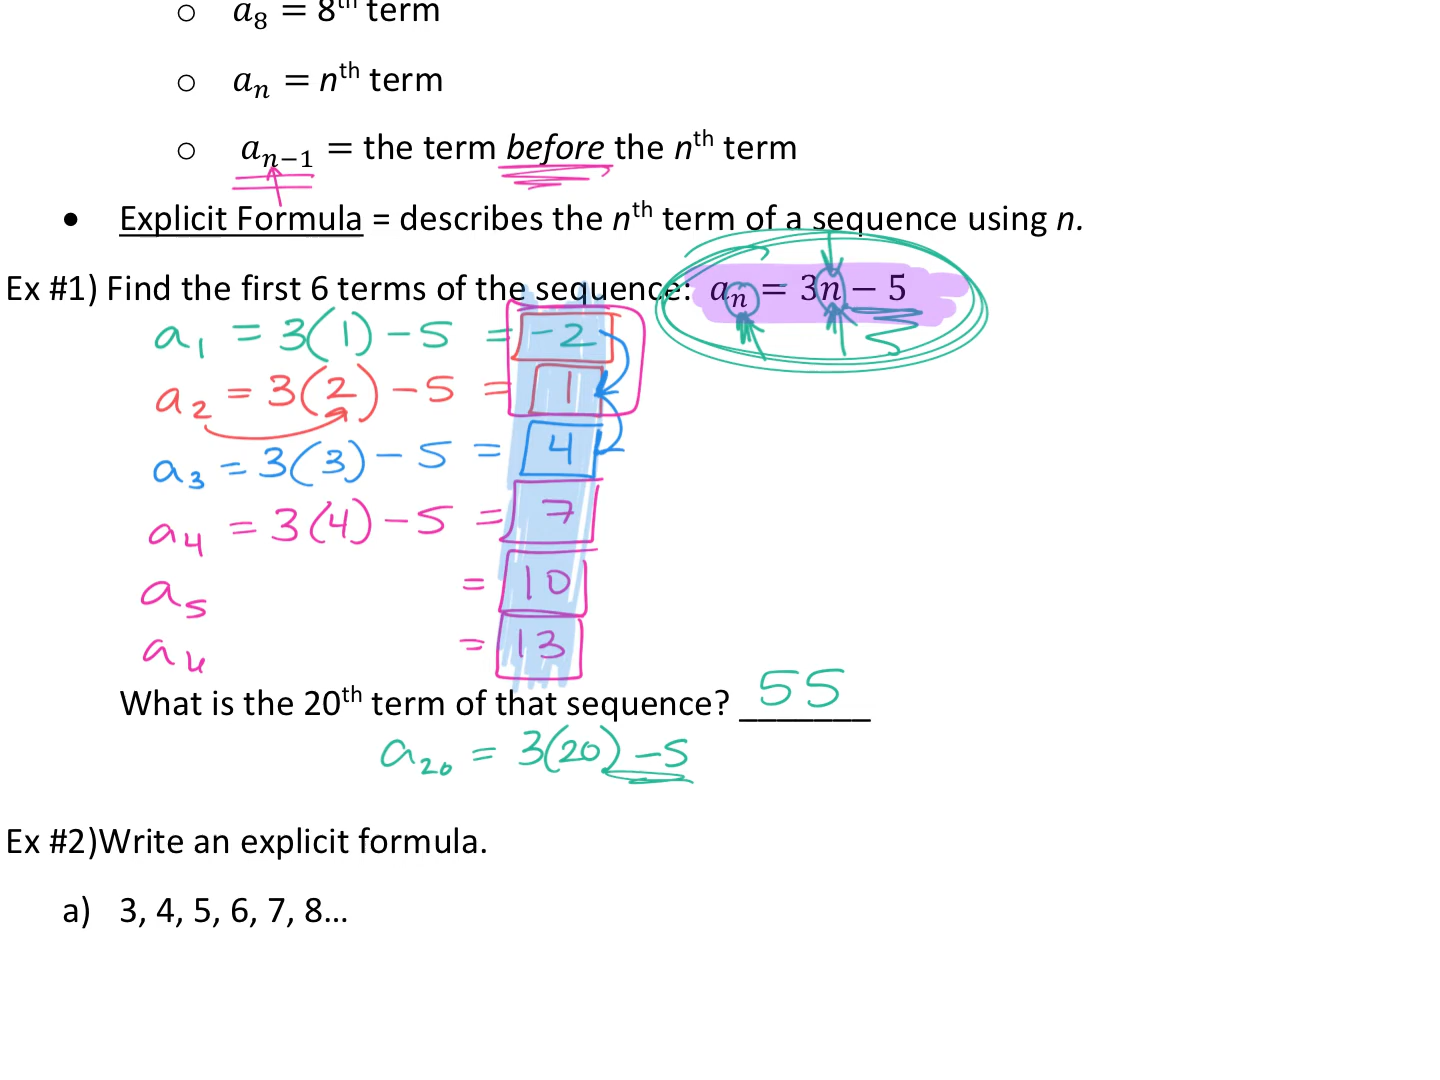 ○ a₈ = 8ᵗʰ term
○ aₙ = nᵗʰ term
○ aₙ₋₁ = the term before the nᵗʰ term
• Explicit Formula = describes the nᵗʰ term of a sequence using n.
Ex #1) Find the first 6 terms of the sequence: aₙ = 3n − 5
a₁ = 3(1) - 5 = -2
a₂ = 3(2) - 5 = 1
a₃ = 3(3) - 5 = 4
a₄ = 3(4) - 5 = 7
a₅ = 10
a₆ = 13
What is the 20ᵗʰ term of that sequence? 55
a₂₀ = 3(20) - 5
Ex #2)Write an explicit formula.
a) 3, 4, 5, 6, 7, 8...